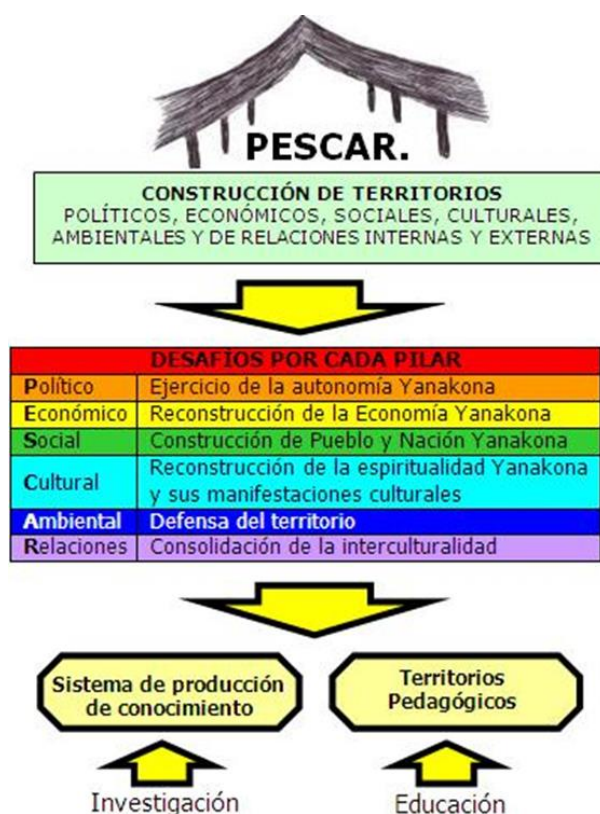 PESCAR.
CONSTRUCCIÓN DE TERRITORIOS
POLÍTICOS, ECONÓMICOS, SOCIALES, CULTURALES,
AMBIENTALES Y DE RELACIONES INTERNAS Y EXTERNAS
DESAFÍOS POR CADA PILAR
Político Ejercicio de la autonomía Yanakona
Económico Reconstrucción de la Economía Yanakona
Social Construcción de Pueblo y Nación Yanakona
Cultural Reconstrucción de la espiritualidad Yanakona
y sus manifestaciones culturales
Ambiental Defensa del territorio
Relaciones Consolidación de la interculturalidad
Sistema de producción
de conocimiento
Territorios
Pedagógicos
Investigación
Educación